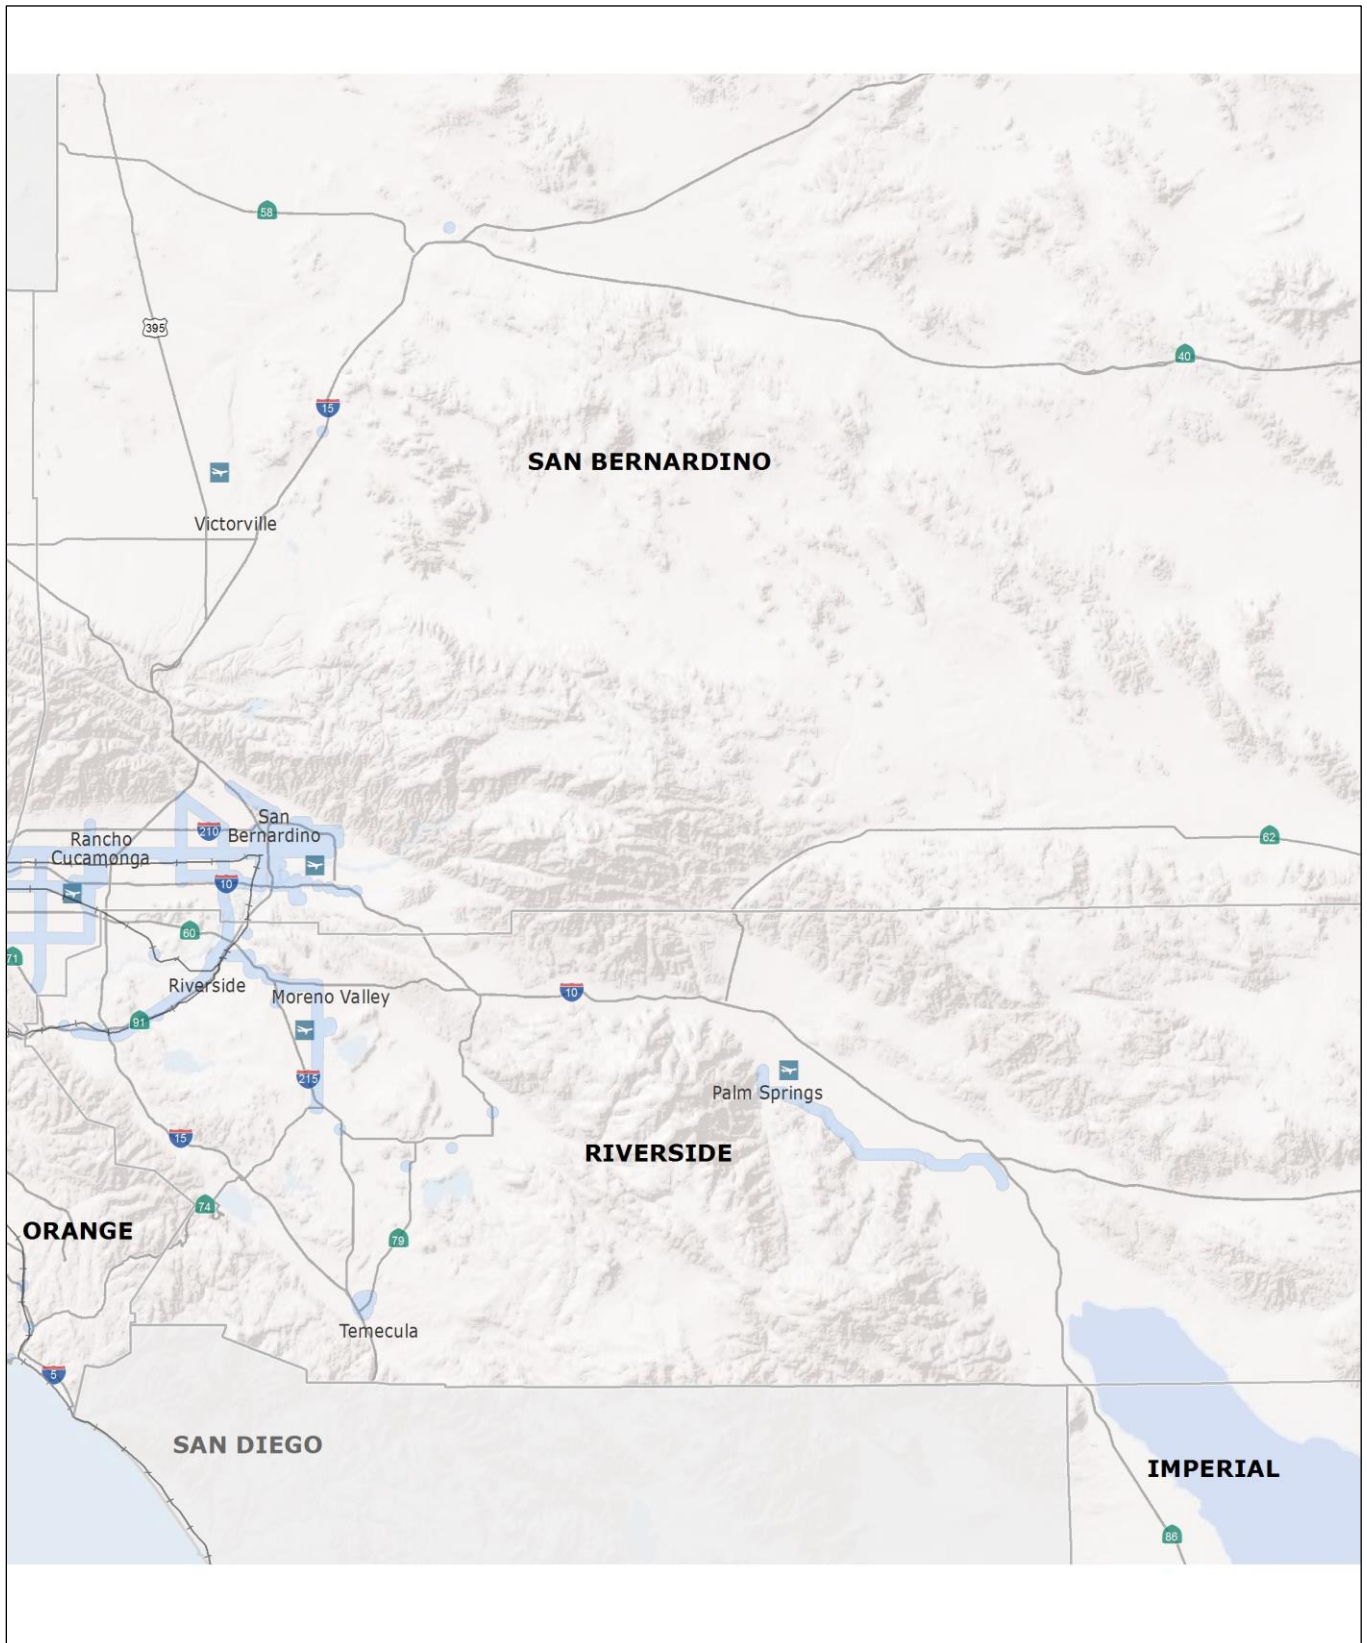 58
395
40
15
SAN BERNARDINO
Victorville
San
Bernardino
210
Rancho
Cucamonga
62
10
60
71
Riverside
Moreno Valley
10
91
215
Palm Springs
15
RIVERSIDE
74
ORANGE
79
Temecula
5
SAN DIEGO
IMPERIAL
86